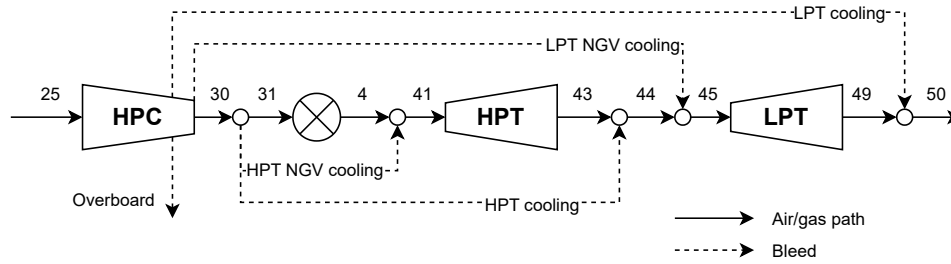 LPT cooling
LPT NGV cooling
25
30
31
4
41
43
44
45
49
50
HPC
HPT
LPT
HPT NGV cooling
Overboard
HPT cooling
Air/gas path
Bleed